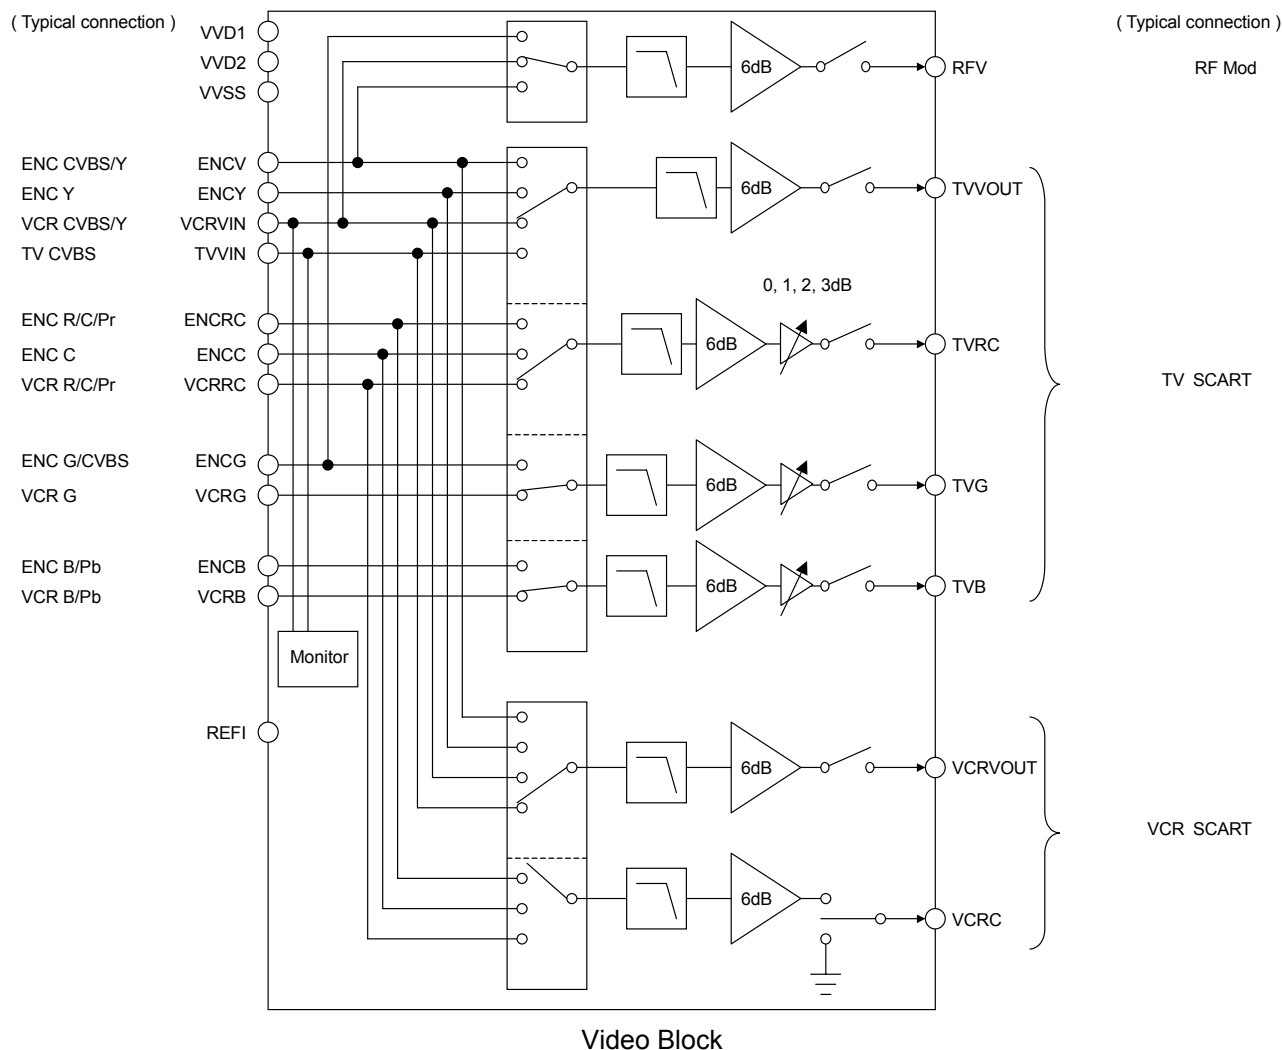 ( Typical connection )
( Typical connection )
VVD1
VVD2
VVSS
6dB
RFV
RF Mod
ENC CVBS/Y
ENCV
ENC Y
ENCY
VCR CVBS/Y
VCRVIN
TV CVBS
TVVIN
6dB
TVVOUT
0, 1, 2, 3dB
ENC R/C/Pr
ENCRC
ENC C
ENCC
VCR R/C/Pr
VCRRC
6dB
TVRC
TV SCART
ENC G/CVBS
ENCG
VCR G
VCRG
6dB
TVG
ENC B/Pb
ENCB
VCR B/Pb
VCRB
6dB
TVB
Monitor
REFI
6dB
VCRVOUT
VCR SCART
6dB
VCRC
Video Block